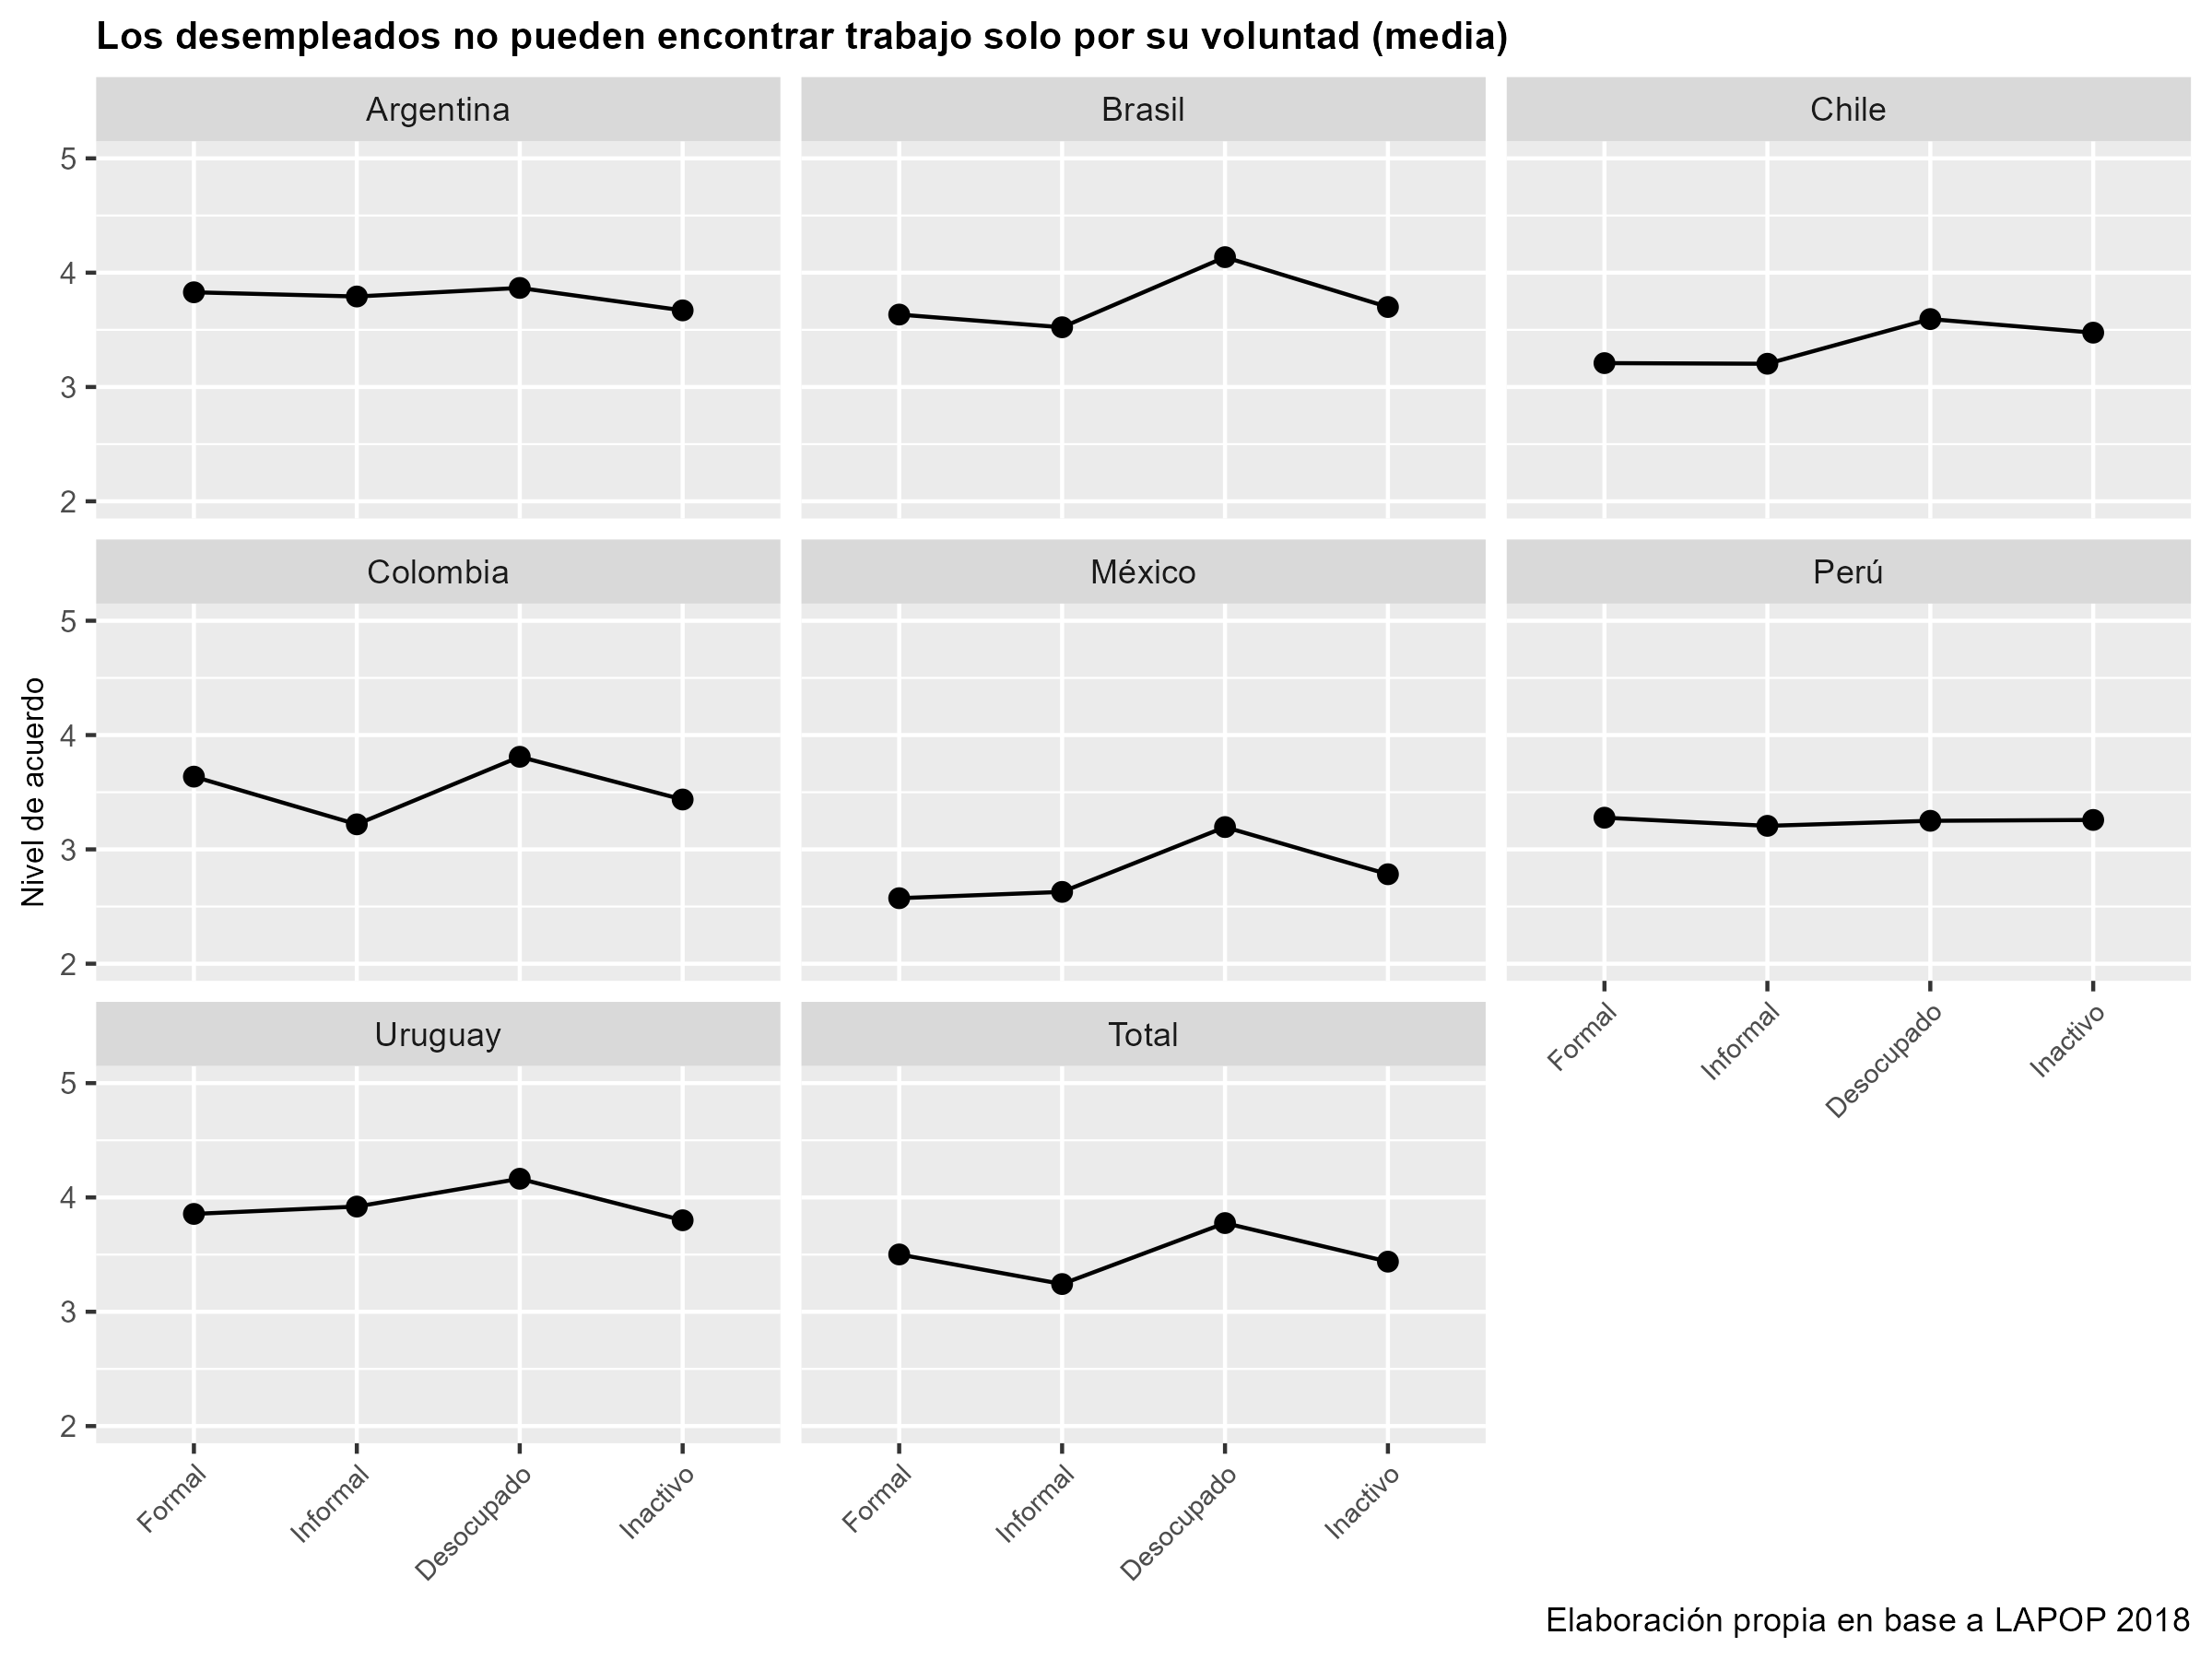 Los desempleados no pueden encontrar trabajo solo por su voluntad (media)
Argentina
Brasil
Chile
5
4
3
2
Colombia
México
Perú
Nivel de acuerdo
5
4
3
2
Formal
Informal
Desocupado
Inactivo
Uruguay
Total
5
4
3
2
Formal
Informal
Desocupado
Inactivo
Formal
Informal
Desocupado
Inactivo
Elaboración propia en base a LAPOP 2018